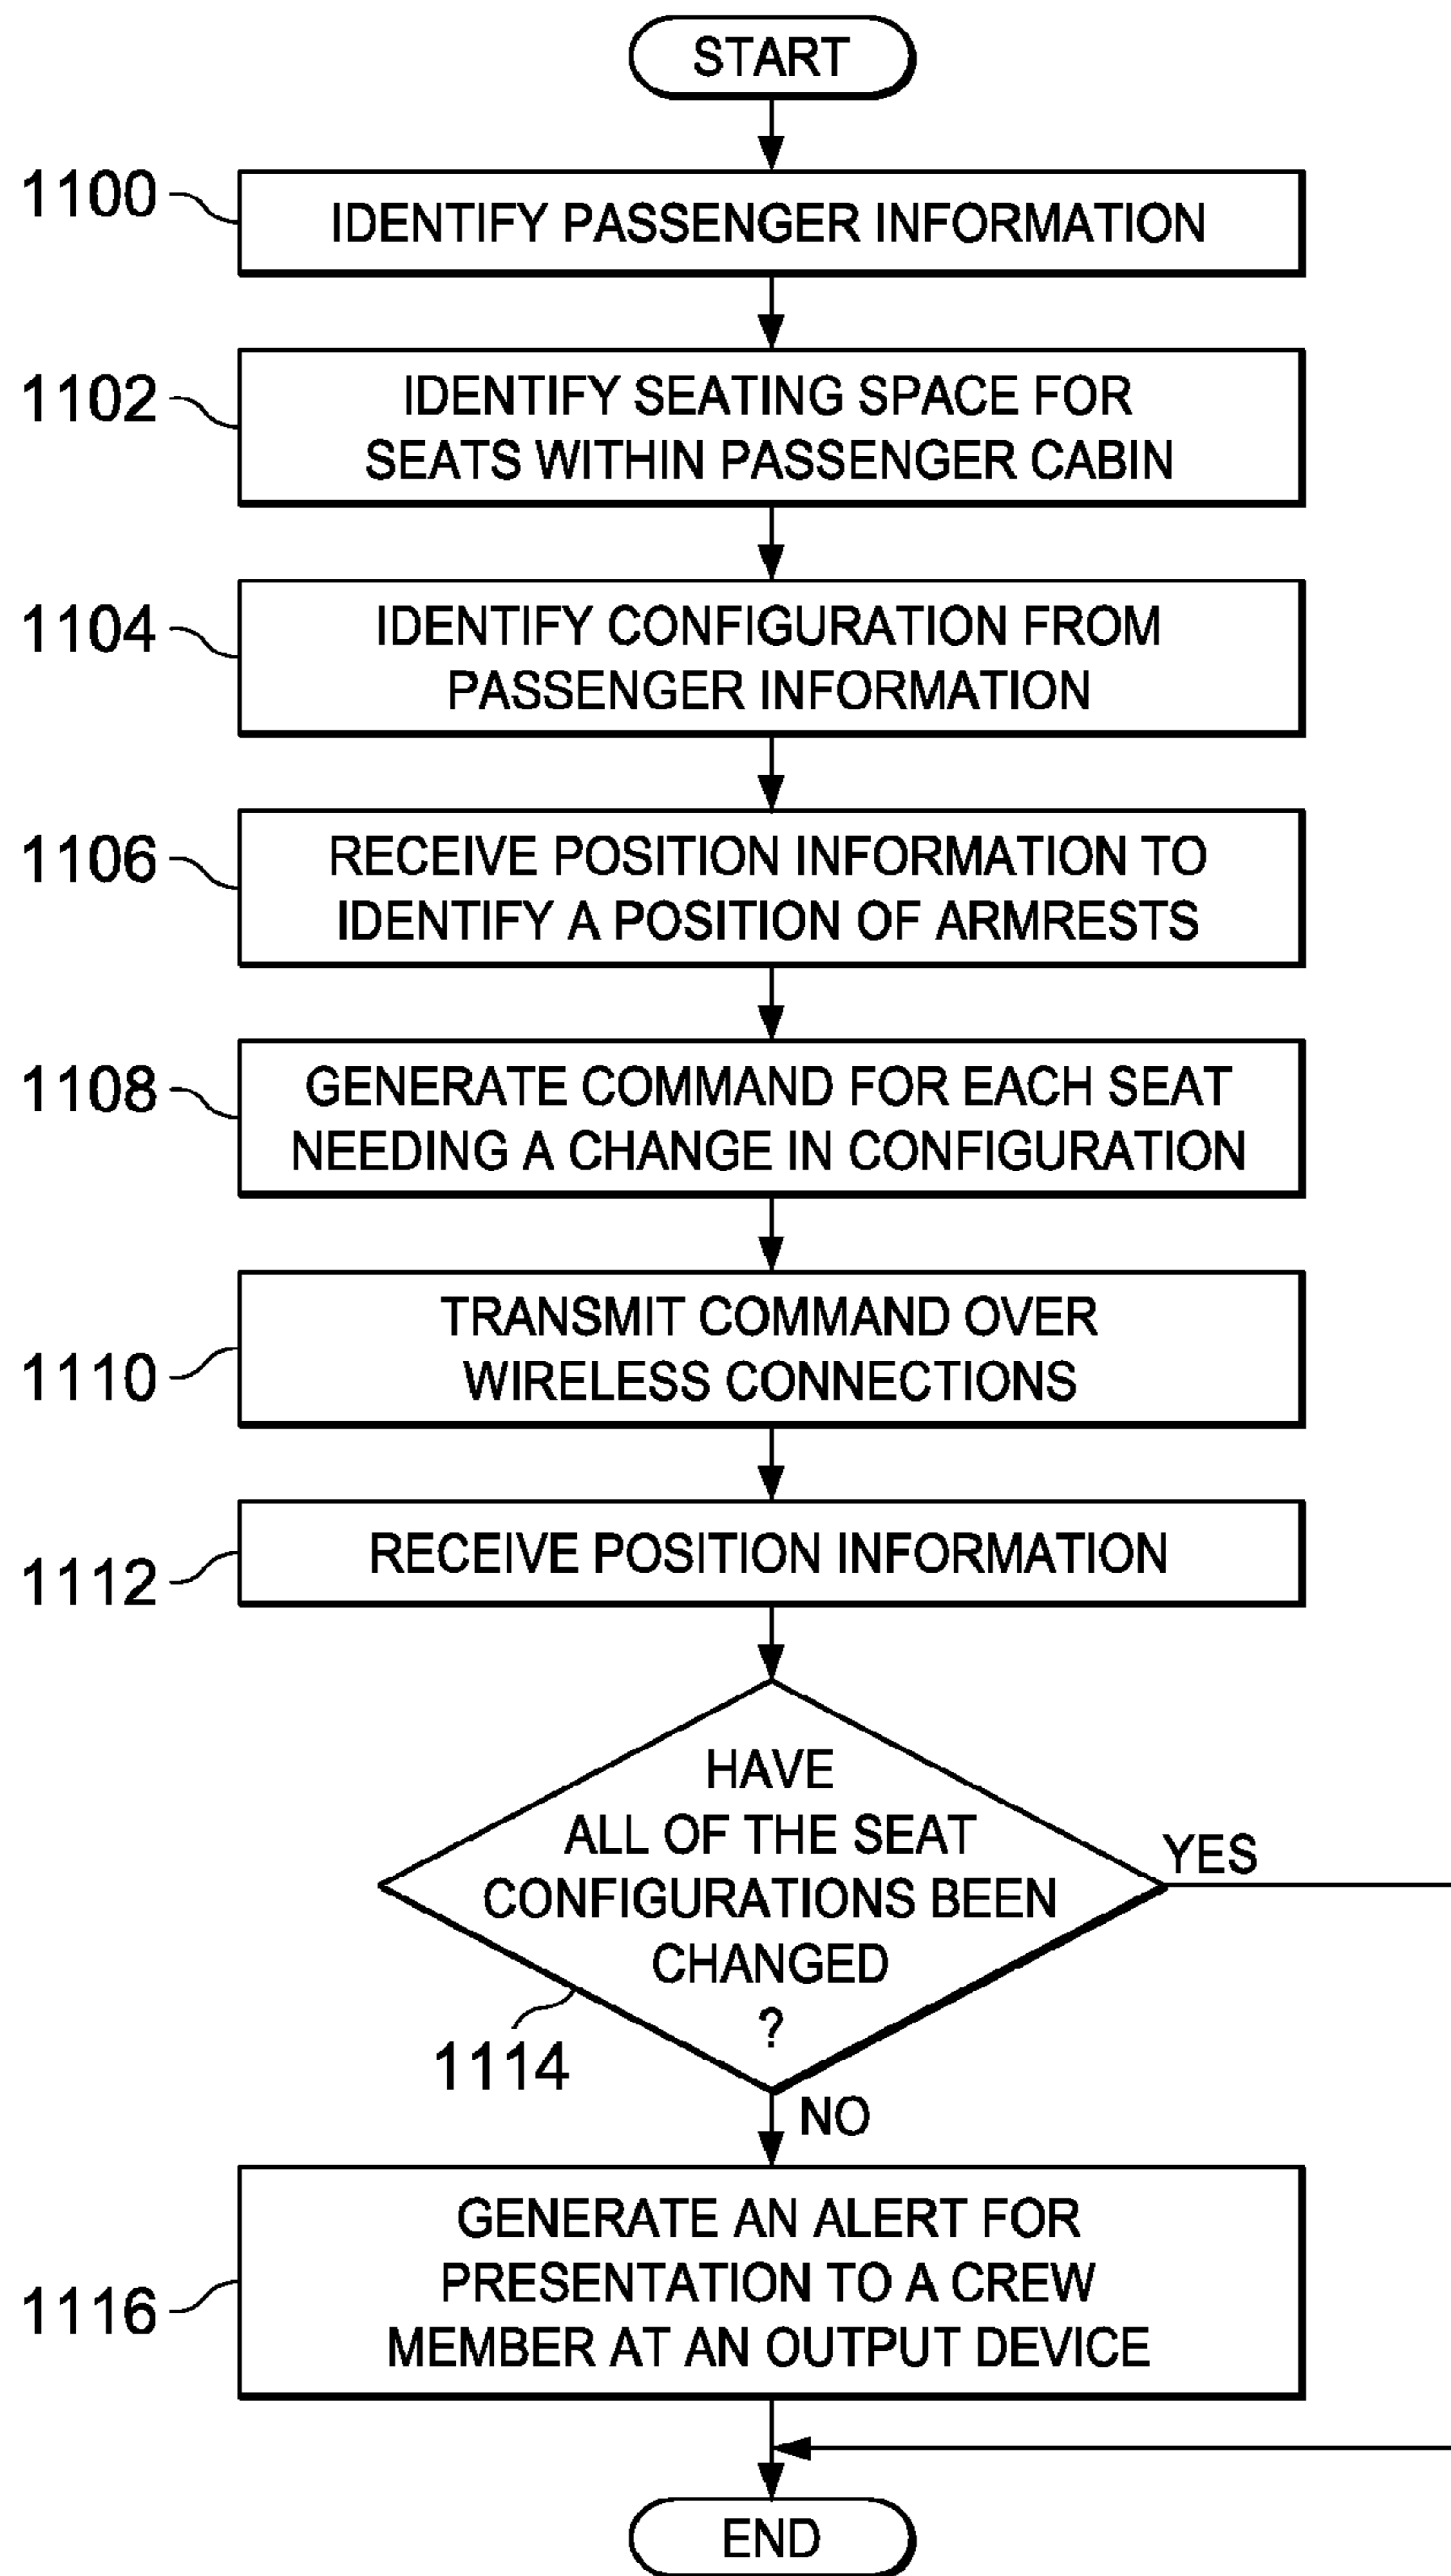 START
1100
IDENTIFY PASSENGER INFORMATION
1102
IDENTIFY SEATING SPACE FOR
SEATS WITHIN PASSENGER CABIN
1104
IDENTIFY CONFIGURATION FROM
PASSENGER INFORMATION
1106
RECEIVE POSITION INFORMATION TO
IDENTIFY A POSITION OF ARMRESTS
1108
GENERATE COMMAND FOR EACH SEAT
NEEDING A CHANGE IN CONFIGURATION
1110
TRANSMIT COMMAND OVER
WIRELESS CONNECTIONS
1112
RECEIVE POSITION INFORMATION
HAVE
ALL OF THE SEAT
CONFIGURATIONS BEEN
CHANGED
?
YES
1114
NO
1116
GENERATE AN ALERT FOR
PRESENTATION TO A CREW
MEMBER AT AN OUTPUT DEVICE
END